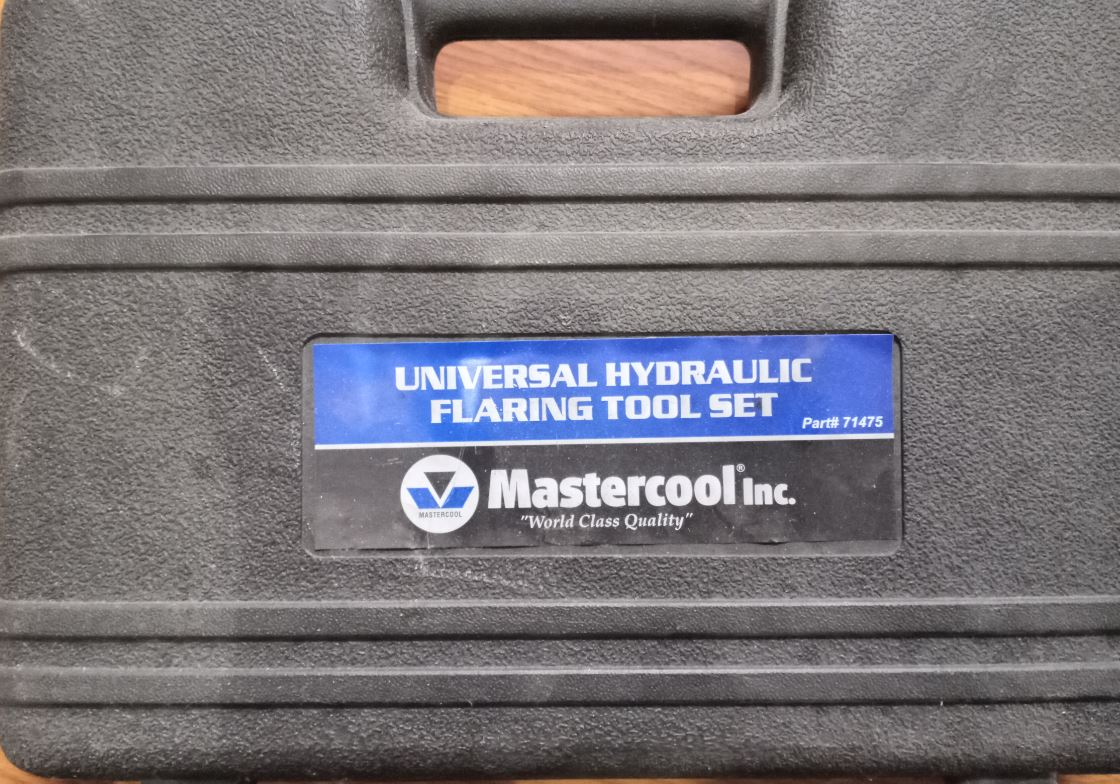 UNIVERSAL HYDRAULIC
FLARING TOOL SET
Part# 71475
MASTERCOOL
Mastercool® Inc.
"World Class Quality"